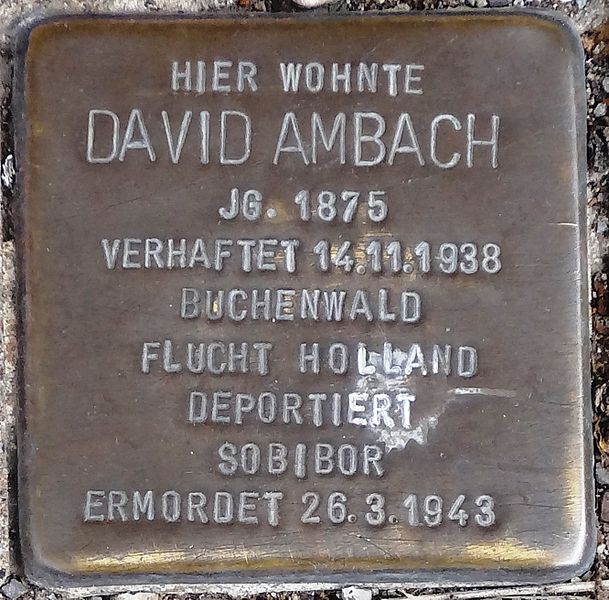 HIER WOHNTE
DAVID AMBACH
JG. 1875
VERHAFTET 14.11.1938
BUCHENWALD
FLUCHT HOLLAND
DEPORTIERT
SOBIBOR
ERMORDET 26.3.1943